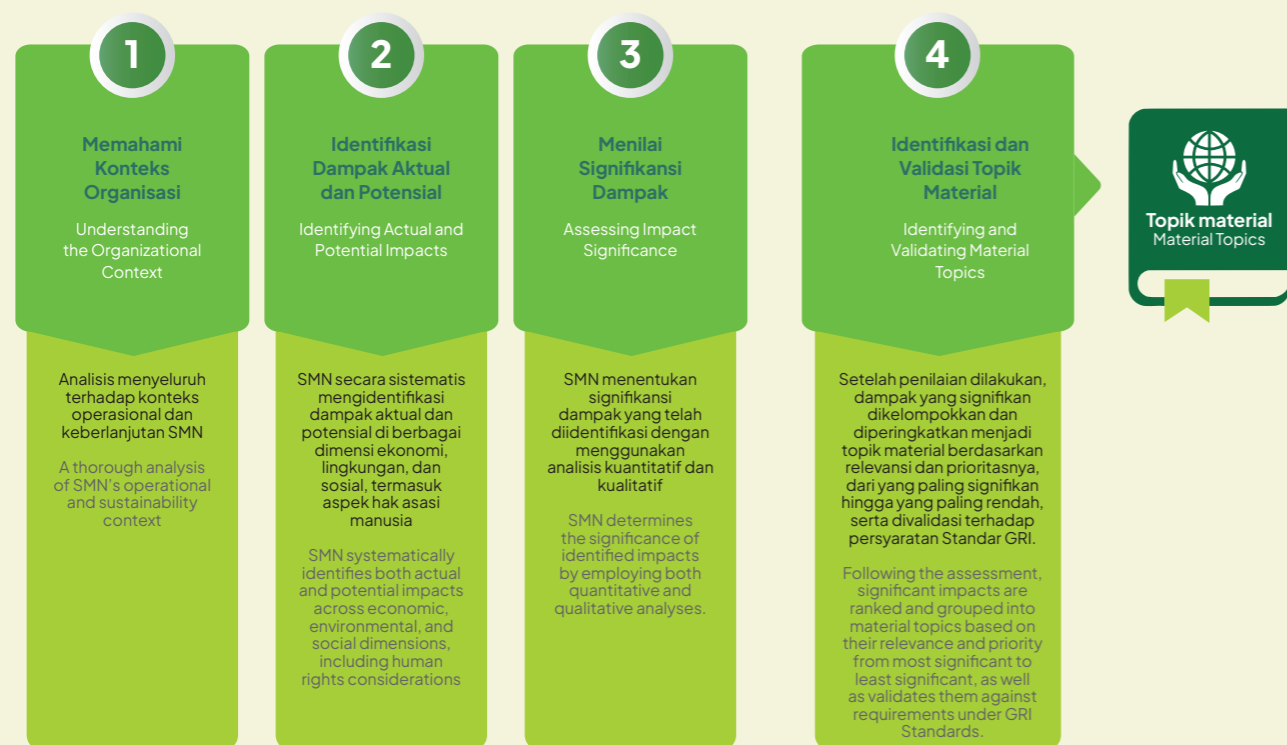 1
Memahami
Konteks
Organisasi
Understanding
the Organizational
Context
Analisis menyeluruh
terhadap konteks
operasional dan
keberlanjutan SMN
A thorough analysis
of SMN's operational
and sustainability
context
2
Identifikasi
Dampak Aktual
dan Potensial
Identifying Actual and
Potential Impacts
SMN secara sistematis
mengidentifikasi
dampak aktual dan
potensial di berbagai
dimensi ekonomi,
lingkungan, dan
sosial, termasuk
aspek hak asasi
manusia
SMN systematically
identifies both actual
and potential impacts
across economic,
environmental, and
social dimensions,
including human
rights considerations
3
Menilai
Signifikansi
Dampak
Assessing Impact
Significance
SMN menentukan
signifikansi
dampak yang telah
diidentifikasi dengan
menggunakan
analisis kuantitatif dan
kualitatif
SMN determines
the significance of
identified impacts
by employing both
quantitative and
qualitative analyses.
4
Identifikasi dan
Validasi Topik
Material
Identifying and
Validating Material
Topics
Setelah penilaian dilakukan,
dampak yang signifikan
dikelompokkan dan
diperingkatkan menjadi
topik material berdasarkan
relevansi dan prioritasnya,
dari yang paling signifikan
hingga yang paling rendah,
serta divalidasi terhadap
persyaratan Standar GRI.
Following the assessment,
significant impacts are
ranked and grouped into
material topics based on
their relevance and priority
from most significant to
least significant, as well
as validates them against
requirements under GRI
Standards.
Topik material
Material Topics